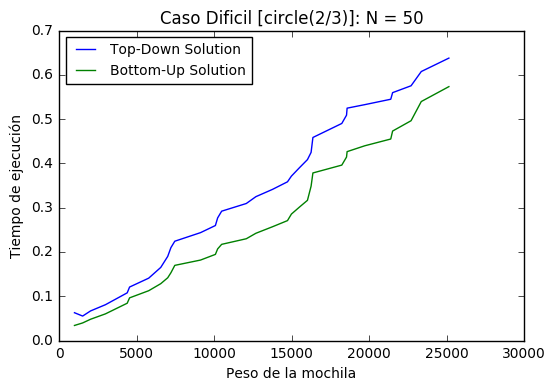 Caso Dificil [circle(2/3)]: N = 50
Top-Down Solution
Bottom-Up Solution
Tiempo de ejecución
0.7
0.6
0.5
0.4
0.3
0.2
0.1
0.0
0 5000 10000 15000 20000 25000 30000
Peso de la mochila